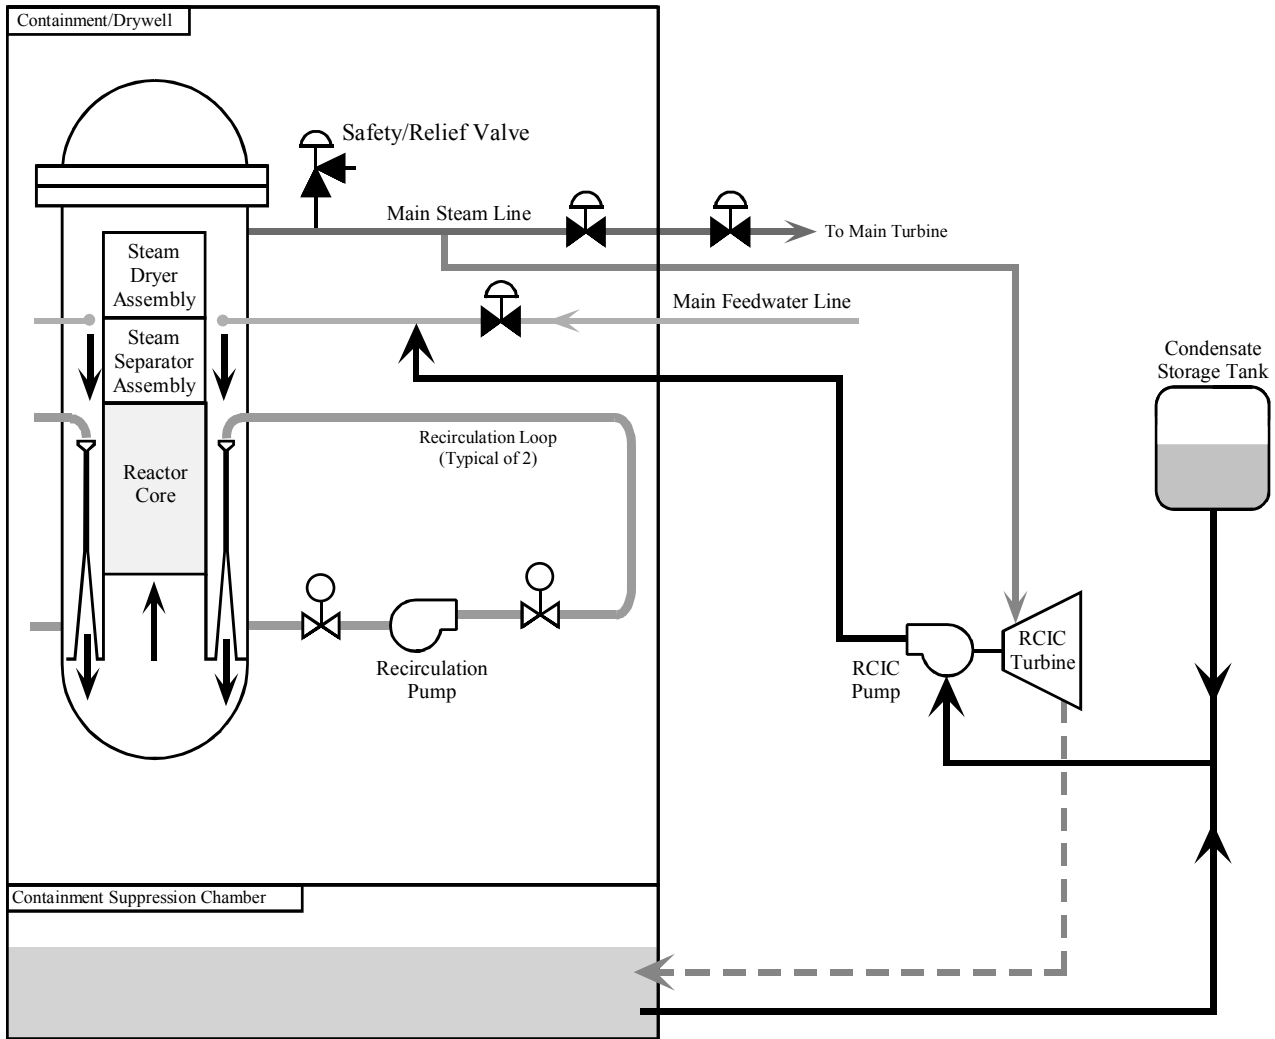 Containment/Drywell
Safety/Relief Valve
Main Steam Line
To Main Turbine
Steam
Dryer
Assembly
Main Feedwater Line
Steam
Separator
Assembly
Condensate
Storage Tank
Recirculation Loop
(Typical of 2)
Reactor
Core
Recirculation
Pump
RCIC
Pump
RCIC
Turbine
Containment Suppression Chamber